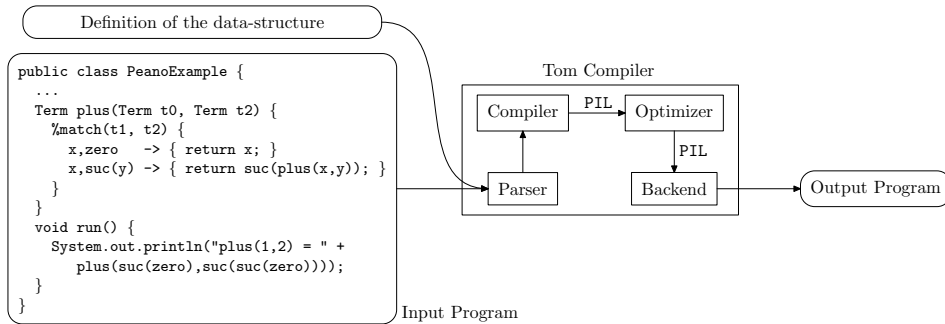 Definition of the data-structure
public class PeanoExample {
...
Term plus(Term t0, Term t2) {
%match(t1, t2) {
x,zero -> { return x; }
x,suc(y) -> { return suc(plus(x,y)); }
}
}
void run() {
System.out.println("plus(1,2) = " +
plus(suc(zero),suc(suc(zero))));
}
}
Input Program
Tom Compiler
Compiler
PIL
Optimizer
PIL
Parser
Backend
Output Program